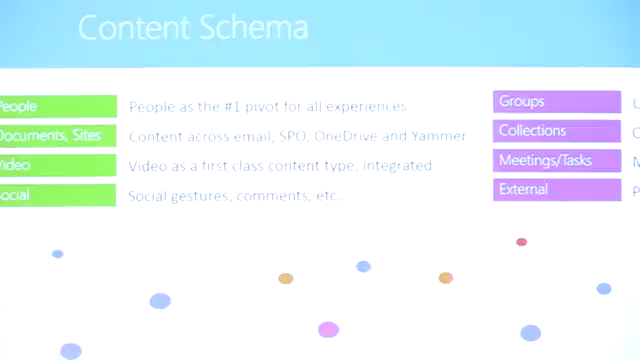 Content Schema
People People as the #1 pivot for all experiences
Documents, Sites Content across email, SPO, OneDrive and Yammer
Video Video as a first class content type, integrated
Social Social gestures, comments, etc.
Groups
Collections
Meetings/Tasks
External